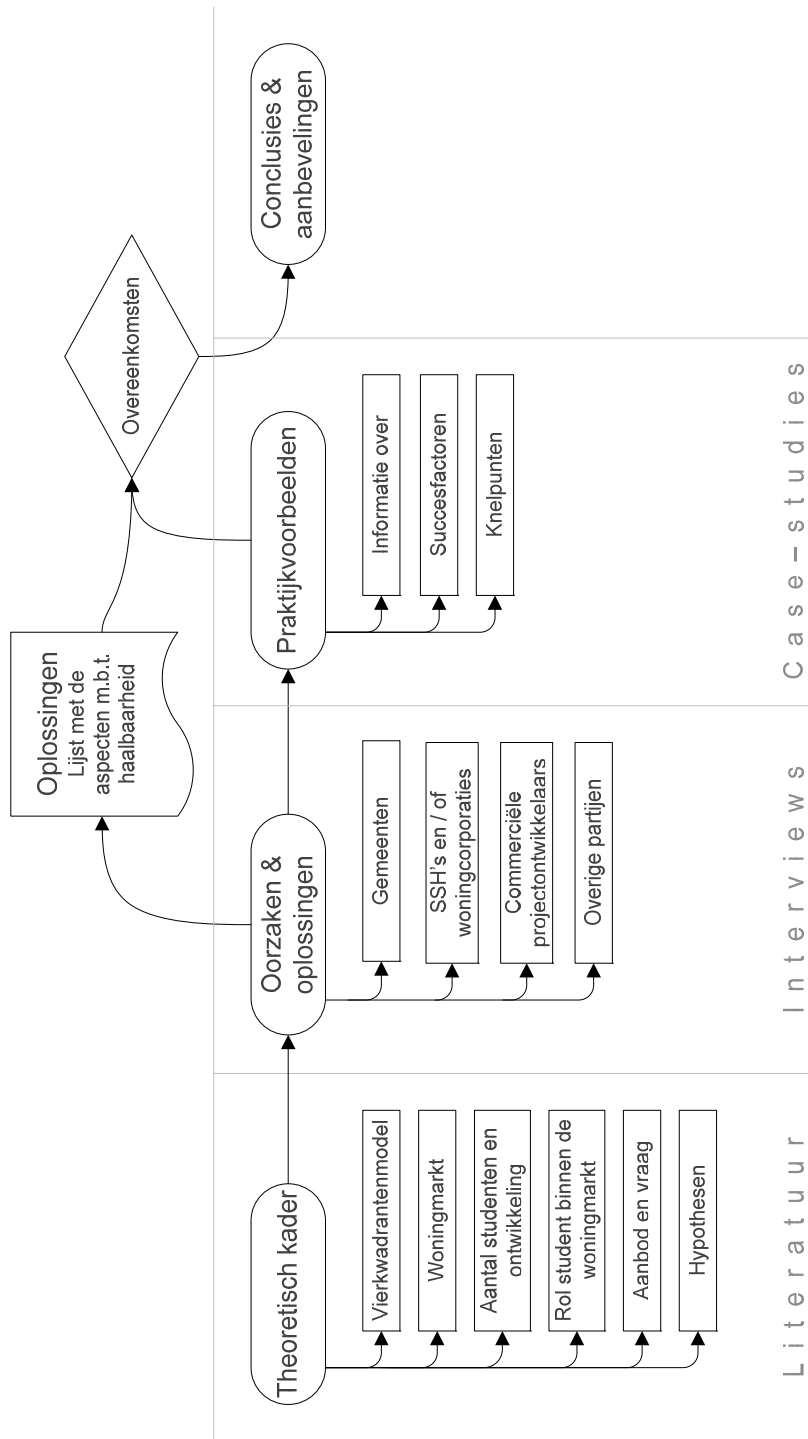 Oplossingen
Lijst met de
aspecten m.b.t.
haalbaarheid
Overeenkomsten
Theoretisch kader
Vierkwadrantenmodel
Woningmarkt
Aantal studenten en
ontwikkeling
Rol student binnen de
woningmarkt
Aanbod en vraag
Hypothesen
Literatuur
Oorzaken &
oplossingen
Gemeenten
SSH's en / of
woningcorporaties
Commerciële
projectontwikkelaars
Overige partijen
Interviews
Praktijkvoorbeelden
Informatie over
Succesfactoren
Knelpunten
Case-studies
Conclusies &
aanbevelingen